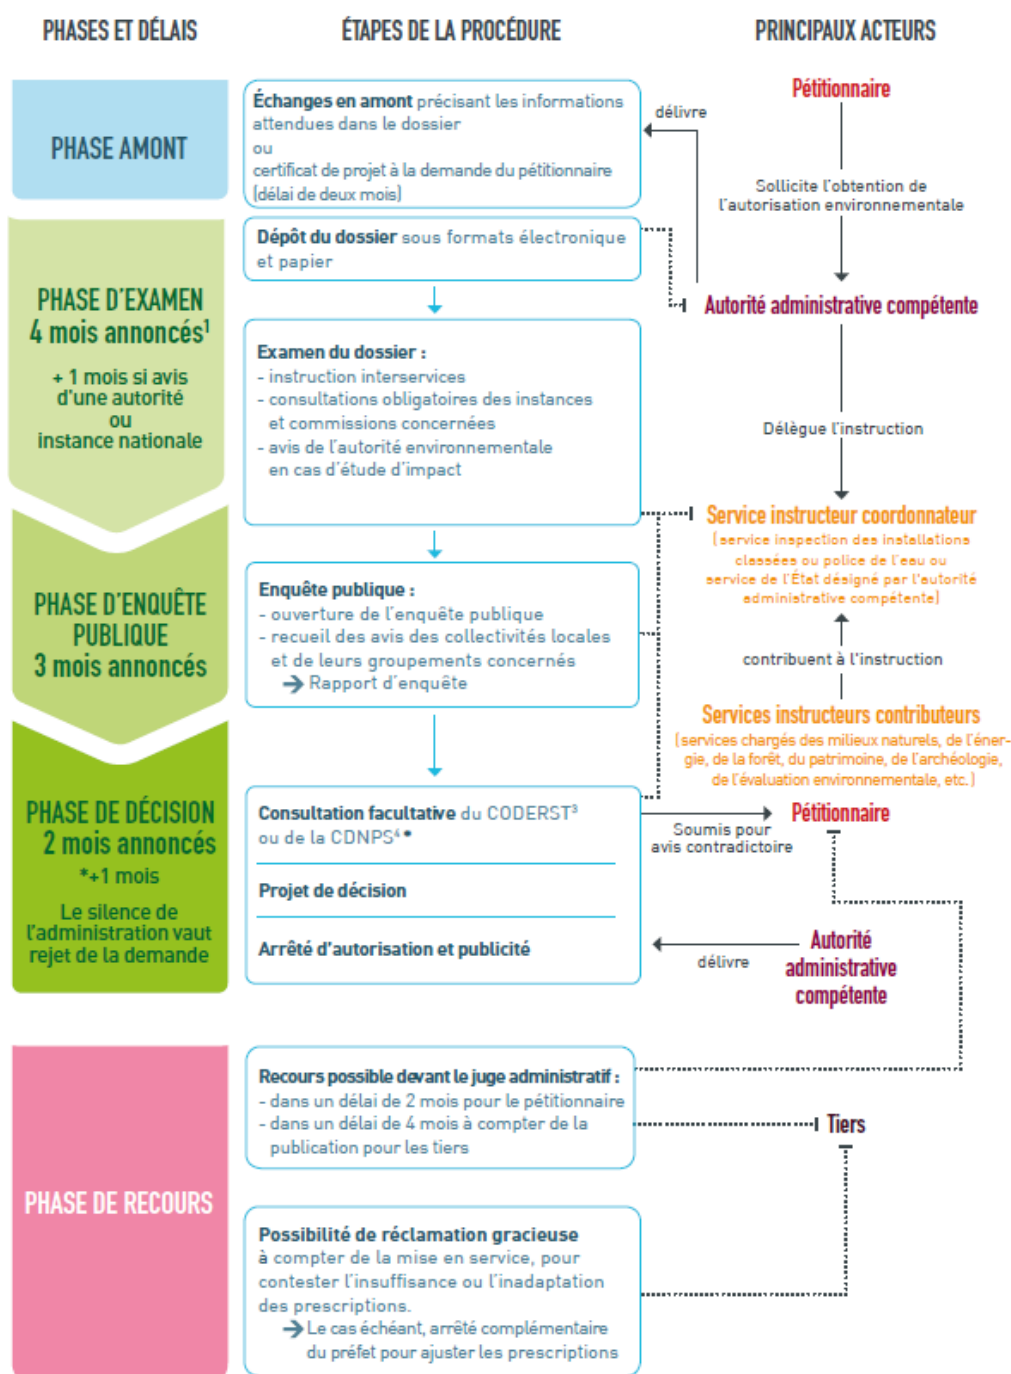 PHASES ET DÉLAIS
ÉTAPES DE LA PROCÉDURE
PRINCIPAUX ACTEURS
PHASE AMONT
Échanges en amont précisant les informations
attendues dans le dossier
ou
certificat de projet à la demande du pétitionnaire
(délai de deux mois)
délivre
Pétitionnaire
Sollicite l'obtention de
l'autorisation environnementale
PHASE D'EXAMEN
4 mois annoncés¹
+ 1 mois si avis
d'une autorité
ou
instance nationale
Dépôt du dossier sous formats électronique
et papier
Autorité administrative compétente
Examen du dossier :
- instruction interservices
- consultations obligatoires des instances
et commissions concernées
- avis de l'autorité environnementale
en cas d'étude d'impact
Délègue l'instruction
Service instructeur coordonnateur
(service inspection des installations
classées ou police de l'eau ou
service de l'État désigné par l'autorité
administrative compétente)
PHASE D'ENQUÊTE
PUBLIQUE
3 mois annoncés
Enquête publique :
- ouverture de l'enquête publique
- recueil des avis des collectivités locales
et de leurs groupements concernés
→ Rapport d'enquête
contribuent à l'instruction
Services instructeurs contributeurs
(services chargés des milieux naturels, de l'éner-
gie, de la forêt, du patrimoine, de l'archéologie,
de l'évaluation environnementale, etc.)
PHASE DE DÉCISION
2 mois annoncés
*+1 mois
Le silence de
l'administration vaut
rejet de la demande
Consultation facultative du CODERST³
ou de la CDNPS⁴ *
Projet de décision
Arrêté d'autorisation et publicité
Soumis pour
avis contradictoire
Pétitionnaire
délivre
Autorité
administrative
compétente
PHASE DE RECOURS
Recours possible devant le juge administratif :
- dans un délai de 2 mois pour le pétitionnaire
- dans un délai de 4 mois à compter de la
publication pour les tiers
Tiers
Possibilité de réclamation gracieuse
à compter de la mise en service, pour
contester l'insuffisance ou l'inadaptation
des prescriptions.
→ Le cas échéant, arrêté complémentaire
du préfet pour ajuster les prescriptions